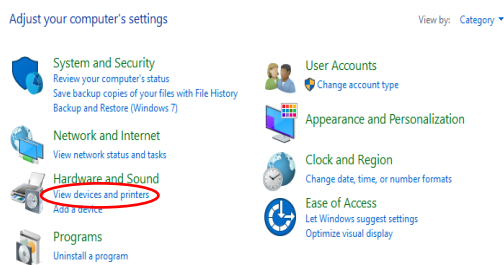 Adjust your computer's settings
View by: Category
System and Security
Review your computer's status
Save backup copies of your files with File History
Backup and Restore (Windows 7)
Network and Internet
View network status and tasks
Hardware and Sound
View devices and printers
Add a device
Programs
Uninstall a program
User Accounts
Change account type
Appearance and Personalization
Clock and Region
Change date, time, or number formats
Ease of Access
Let Windows suggest settings
Optimize visual display